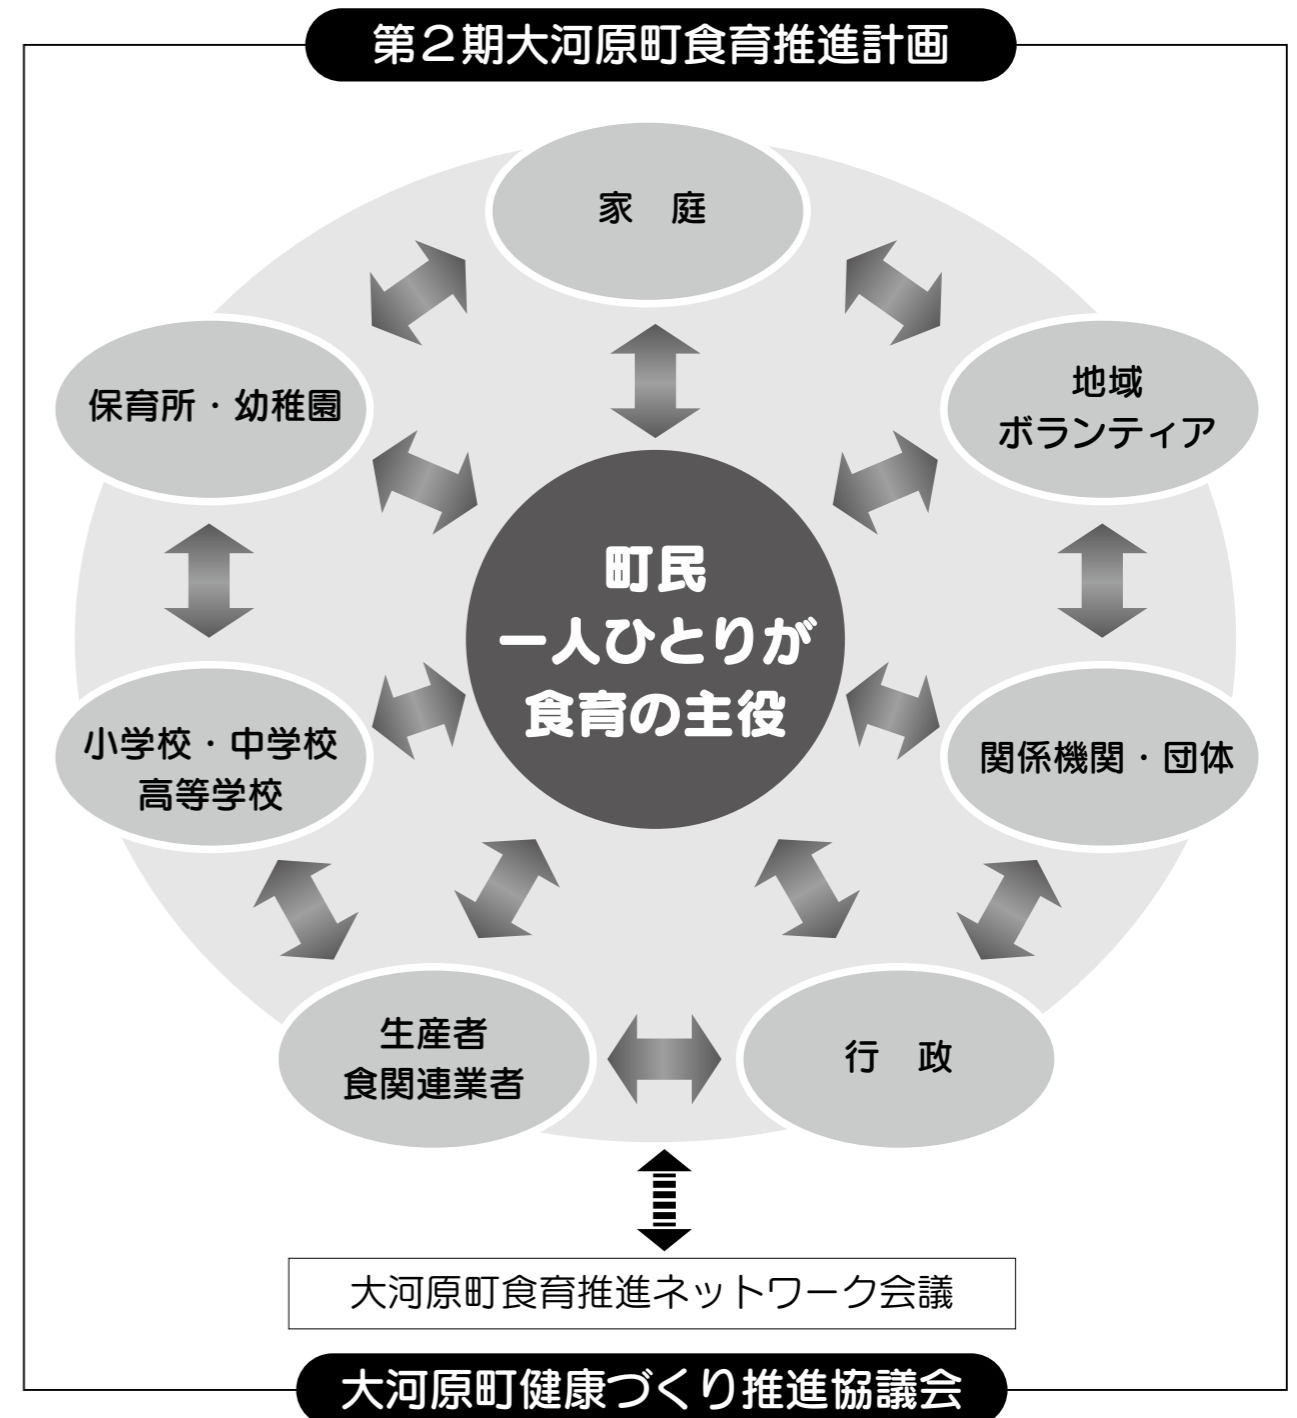 第2期大河原町食育推進計画
家　庭
保育所・幼稚園
地域
ボランティア
町民
一人ひとりが
食育の主役
小学校・中学校
高等学校
関係機関・団体
生産者
食関連業者
行　政
大河原町食育推進ネットワーク会議
大河原町健康づくり推進協議会